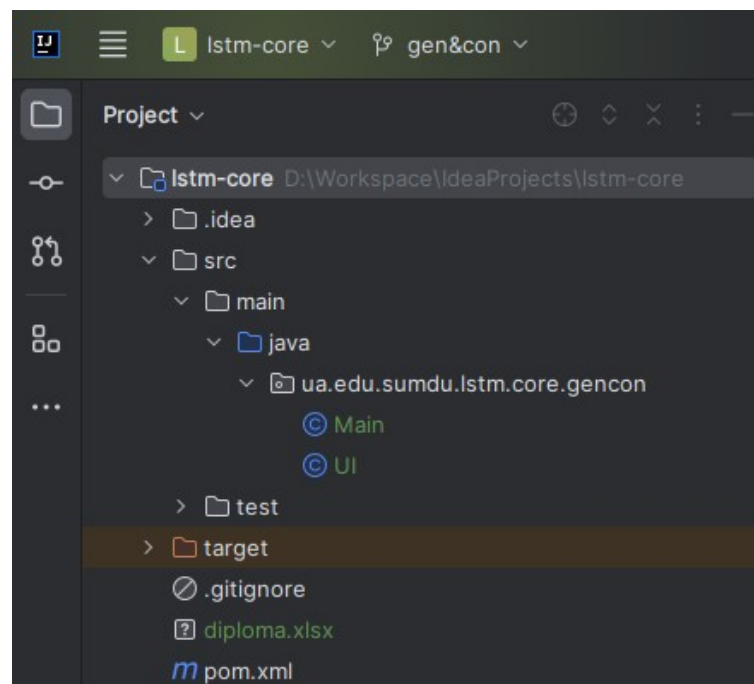 IJ L lstm-core gen&con
Project
lstm-core D:\Workspace\IdeaProjects\lstm-core
.idea
src
main
java
ua.edu.sumdu.lstm.core.gencon
C Main
C UI
test
target
.gitignore
? diploma.xlsx
m pom.xml